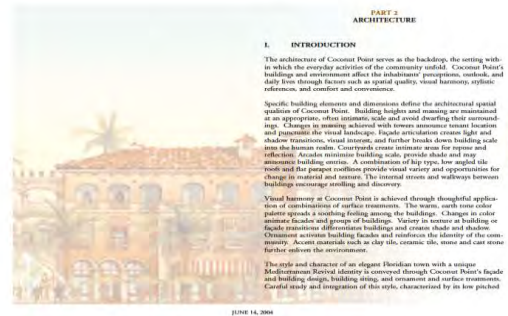 PART 2
ARCHITECTURE
I. INTRODUCTION
The architecture of Coconut Point serves as the backdrop, the setting with-
in which the everyday activities of the community unfold. Coconut Point's
buildings and environment affect the inhabitants' perceptions, outlook, and
daily lives through factors such as spatial quality, visual harmony, stylistic
references, and comfort and convenience.
Specific building elements and dimensions define the architectural spatial
qualities of Coconut Point. Building heights and massing are maintained
at an appropriate, often intimate, scale and avoid dwarfing their surround-
ings. Changes in massing achieved with towers announce tenant location
and punctuate the visual landscape. Façade articulation creates light and
shadow transitions, visual interest, and further breaks down building scale
into the human realm. Courtyards create intimate areas for repose and
reflection. Arcades minimize building scale, provide shade and may
announce building entries. A combination of hip type, low angled tile
roofs and flat parapet rooflines provide visual variety and opportunities for
change in material and texture. The internal streets and walkways between
buildings encourage strolling and discovery.
Visual harmony at Coconut Point is achieved through thoughtful applica-
tion of combinations of surface treatments. The warm, earth tone color
palette spreads a soothing feeling among the buildings. Changes in color
animate facades and groups of buildings. Variety in texture at building or
façade transitions differentiates buildings and creates shade and shadow.
Ornament activates building facades and reinforces the identity of the com-
munity. Accent materials such as clay tile, ceramic tile, stone and cast stone
further enliven the environment.
The style and character of an elegant Floridian town with a unique
Mediterranean Revival identity is conveyed through Coconut Point's façade
and building design, building siting, and ornament and surface treatments.
Careful study and integration of this style, characterized by its low pitched
JUNE 14, 2004